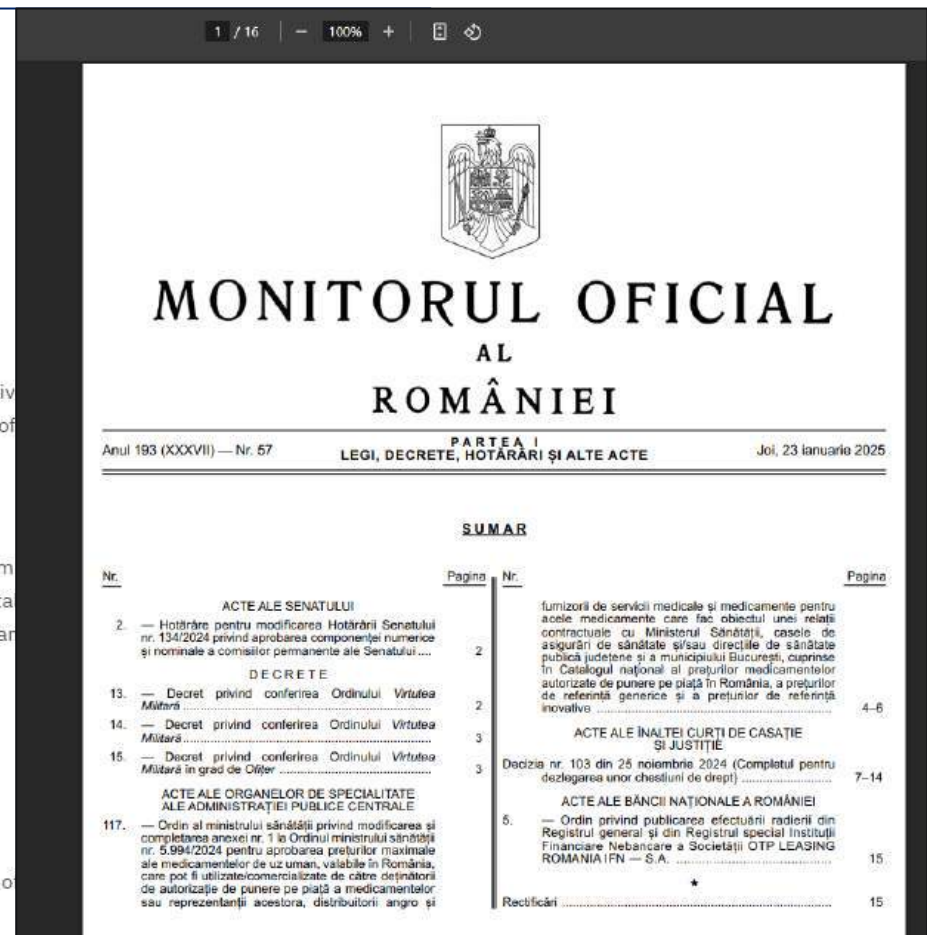 1 / 16 | − 100% + |
MONITORUL OFICIAL
AL
ROMÂNIEI
Anul 193 (XXXVII) — Nr. 57
PARTEA I
LEGI, DECRETE, HOTĂRÂRI ȘI ALTE ACTE
Joi, 23 ianuarie 2025
SUMAR
Nr. Pagina
ACTE ALE SENATULUI
2. — Hotărâre pentru modificarea Hotărârii Senatului
nr. 134/2024 privind aprobarea componenței numerice
și nominale a comisiilor permanente ale Senatului .... 2
DECRETE
13. — Decret privind conferirea Ordinului Virtutea
Militară ........ 2
14. — Decret privind conferirea Ordinului Virtutea
Militară ........ 3
15. — Decret privind conferirea Ordinului Virtutea
Militară în grad de Ofițer ........ 3
ACTE ALE ORGANELOR DE SPECIALITATE
ALE ADMINISTRAȚIEI PUBLICE CENTRALE
117. — Ordin al ministrului sănătății privind modificarea și
completarea anexei nr. 1 la Ordinul ministrului sănătății
nr. 5.994/2024 pentru aprobarea prețurilor maximale
ale medicamentelor de uz uman, valabile în România,
care pot fi utilizate/comercializate de către deținătorii
de autorizație de punere pe piață a medicamentelor
sau reprezentanții acestora, distribuitorii angro și
Nr. Pagina
furnizorii de servicii medicale și medicamente pentru
acele medicamente care fac obiectul unei relații
contractuale cu Ministerul Sănătății, casele de
asigurări de sănătate și/sau direcțiile de sănătate
publică județene și a municipiului București, cuprinse
în Catalogul național al prețurilor medicamentelor
autorizate de punere pe piață în România, a prețurilor
de referință generice și a prețurilor de referință
inovative ........ 4–6
ACTE ALE ÎNALTEI CURȚI DE CASAȚIE
ȘI JUSTIȚIE
Decizia nr. 103 din 25 noiembrie 2024 (Completul pentru
dezlegarea unor chestiuni de drept) ........ 7–14
ACTE ALE BĂNCII NAȚIONALE A ROMÂNIEI
5. — Ordin privind publicarea efectuării radierii din
Registrul general și din Registrul special Instituții
Financiare Nebancare a Societății OTP LEASING
ROMANIA IFN — S.A. ........ 15
★
Rectificări ........ 15